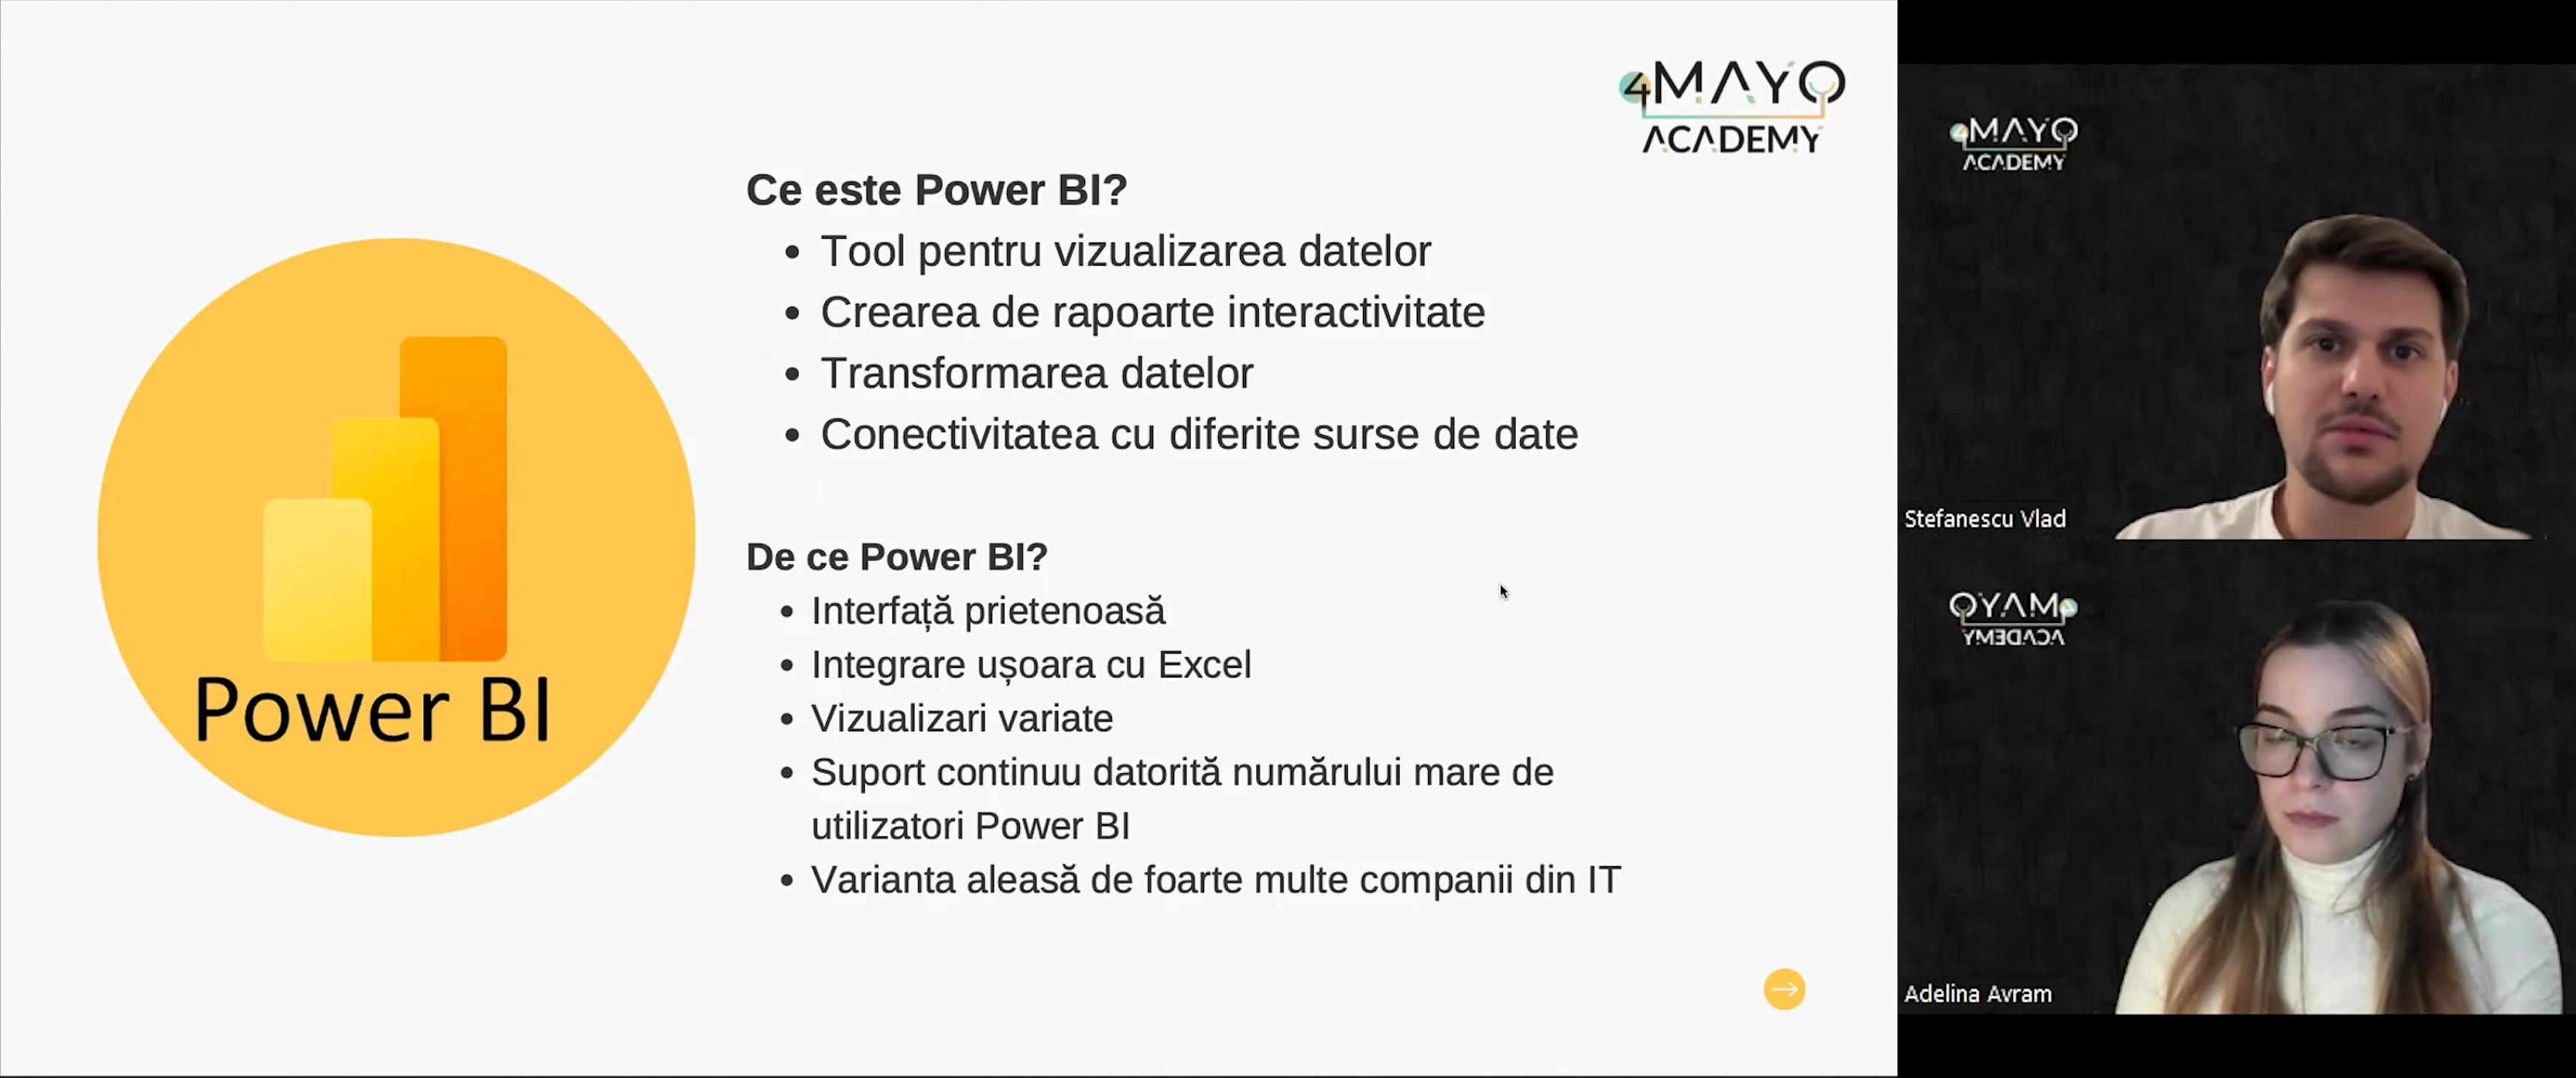 4MAYO
ACADEMY
Ce este Power BI?
• Tool pentru vizualizarea datelor
• Crearea de rapoarte interactivitate
• Transformarea datelor
• Conectivitatea cu diferite surse de date
De ce Power BI?
• Interfață prietenoasă
• Integrare ușoara cu Excel
• Vizualizari variate
• Suport continuu datorită numărului mare de
utilizatori Power BI
• Varianta aleasă de foarte multe companii din IT
Power BI
4MAYO
ACADEMY
Stefanescu Vlad
4MAYO
ACADEMY
Adelina Avram